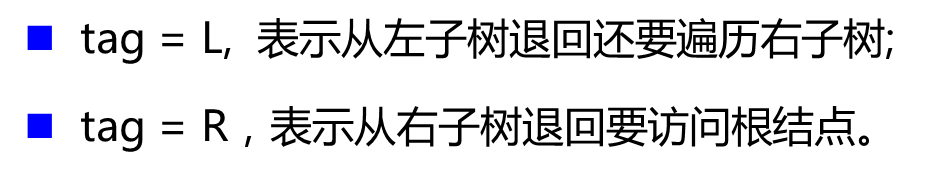 ■ tag = L, 表示从左子树退回还要遍历右子树;
■ tag = R , 表示从右子树退回要访问根结点。